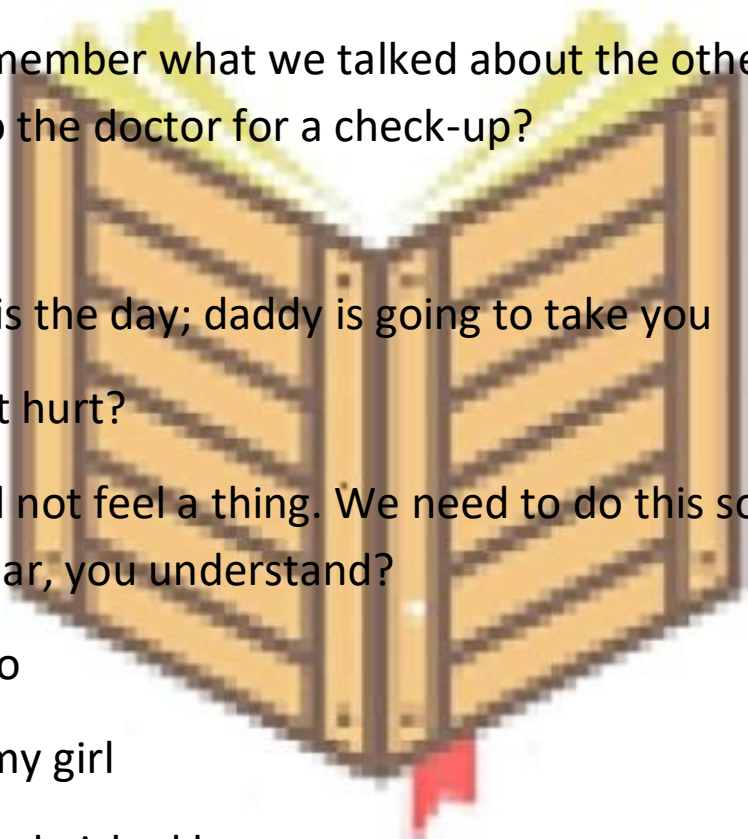 member what we talked about the othe
the doctor for a check-up?
is the day; daddy is going to take you
t hurt?
not feel a thing. We need to do this so
ar, you understand?
o
my girl